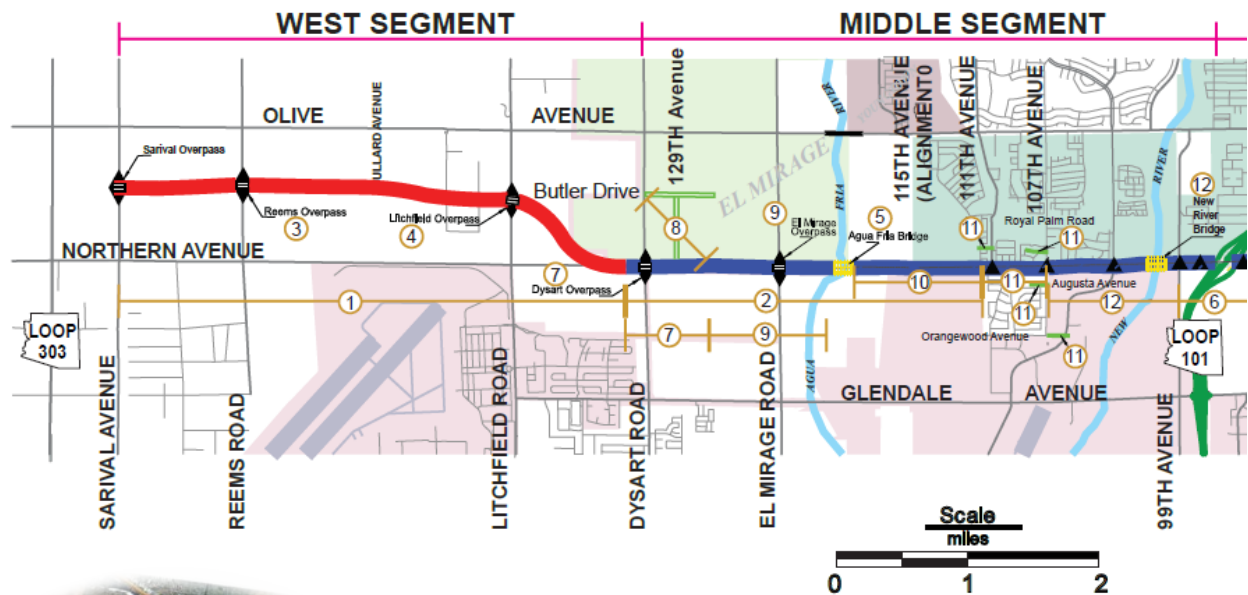 WEST SEGMENT
MIDDLE SEGMENT
OLIVE AVENUE
ULLARD AVENUE
129TH Avenue
RIVER
115TH AVENUE
(ALIGNMENT0
111TH AVENUE
107TH AVENUE
RIVER
Sarival Overpass
Reems Overpass
3
Litchfield Overpass
4
Butler Drive
EL MIRAGE
8
9
El Mirage
Overpass
FRIA
5
Agua Fria Bridge
Royal Palm Road
11
11
12
New
River
Bridge
NORTHERN AVENUE
7
Dysart Overpass
1
2
10
11
11
Augusta Avenue
12
6
7
9
Orangewood Avenue
11
NEW
AGUA
LOOP
303
LOOP
101
GLENDALE AVENUE
SARIVAL AVENUE
REEMS ROAD
LITCHFIELD ROAD
DYSART ROAD
EL MIRAGE ROAD
99TH AVENUE
Scale
miles
0 1 2